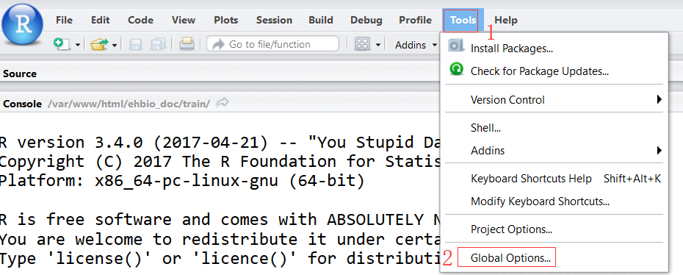 R
File Edit Code View Plots Session Build Debug Profile Tools Help
1
Go to file/function Addins
Install Packages...
Check for Package Updates...
Source
Version Control
Console /var/www/html/ehbio_doc/train/
Shell...
Addins
R version 3.4.0 (2017-04-21) -- "You Stupid Da
Copyright (C) 2017 The R Foundation for Statis
Platform: x86_64-pc-linux-gnu (64-bit)
Keyboard Shortcuts Help Shift+Alt+K
Modify Keyboard Shortcuts...
R is free software and comes with ABSOLUTELY N
Project Options...
You are welcome to redistribute it under certa
2 Global Options...
Type 'license()' or 'licence()' for distributi